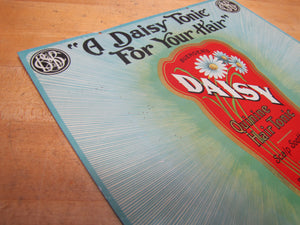 "A Daisy Tonic
For Your Hair"
DAISY
Quinine
Hair Tonic